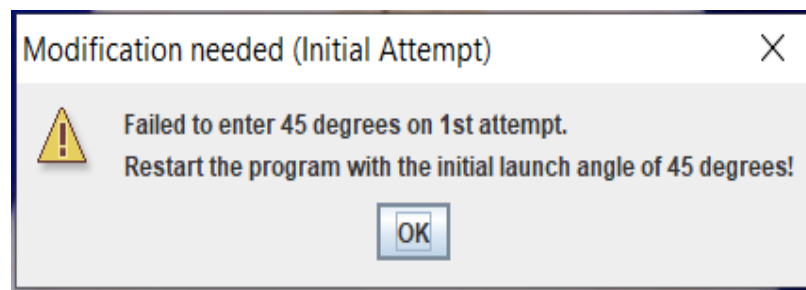 Modification needed (Initial Attempt)
Failed to enter 45 degrees on 1st attempt.
Restart the program with the initial launch angle of 45 degrees!
OK